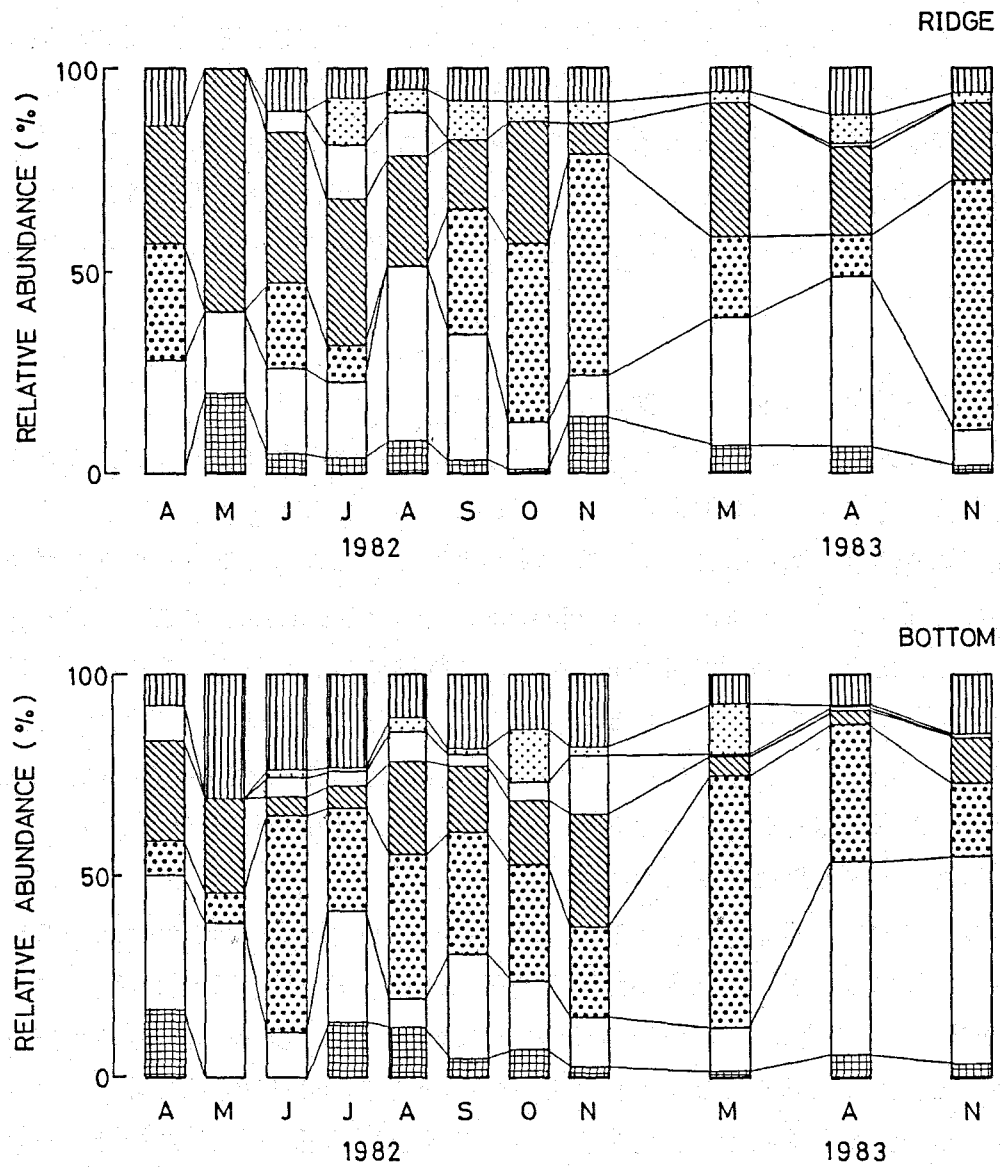 RIDGE
RELATIVE ABUNDANCE (%)
100
50
0
A M J J A S O N M A N
1982 1983
BOTTOM
RELATIVE ABUNDANCE (%)
100
50
0
A M J J A S O N M A N
1982 1983